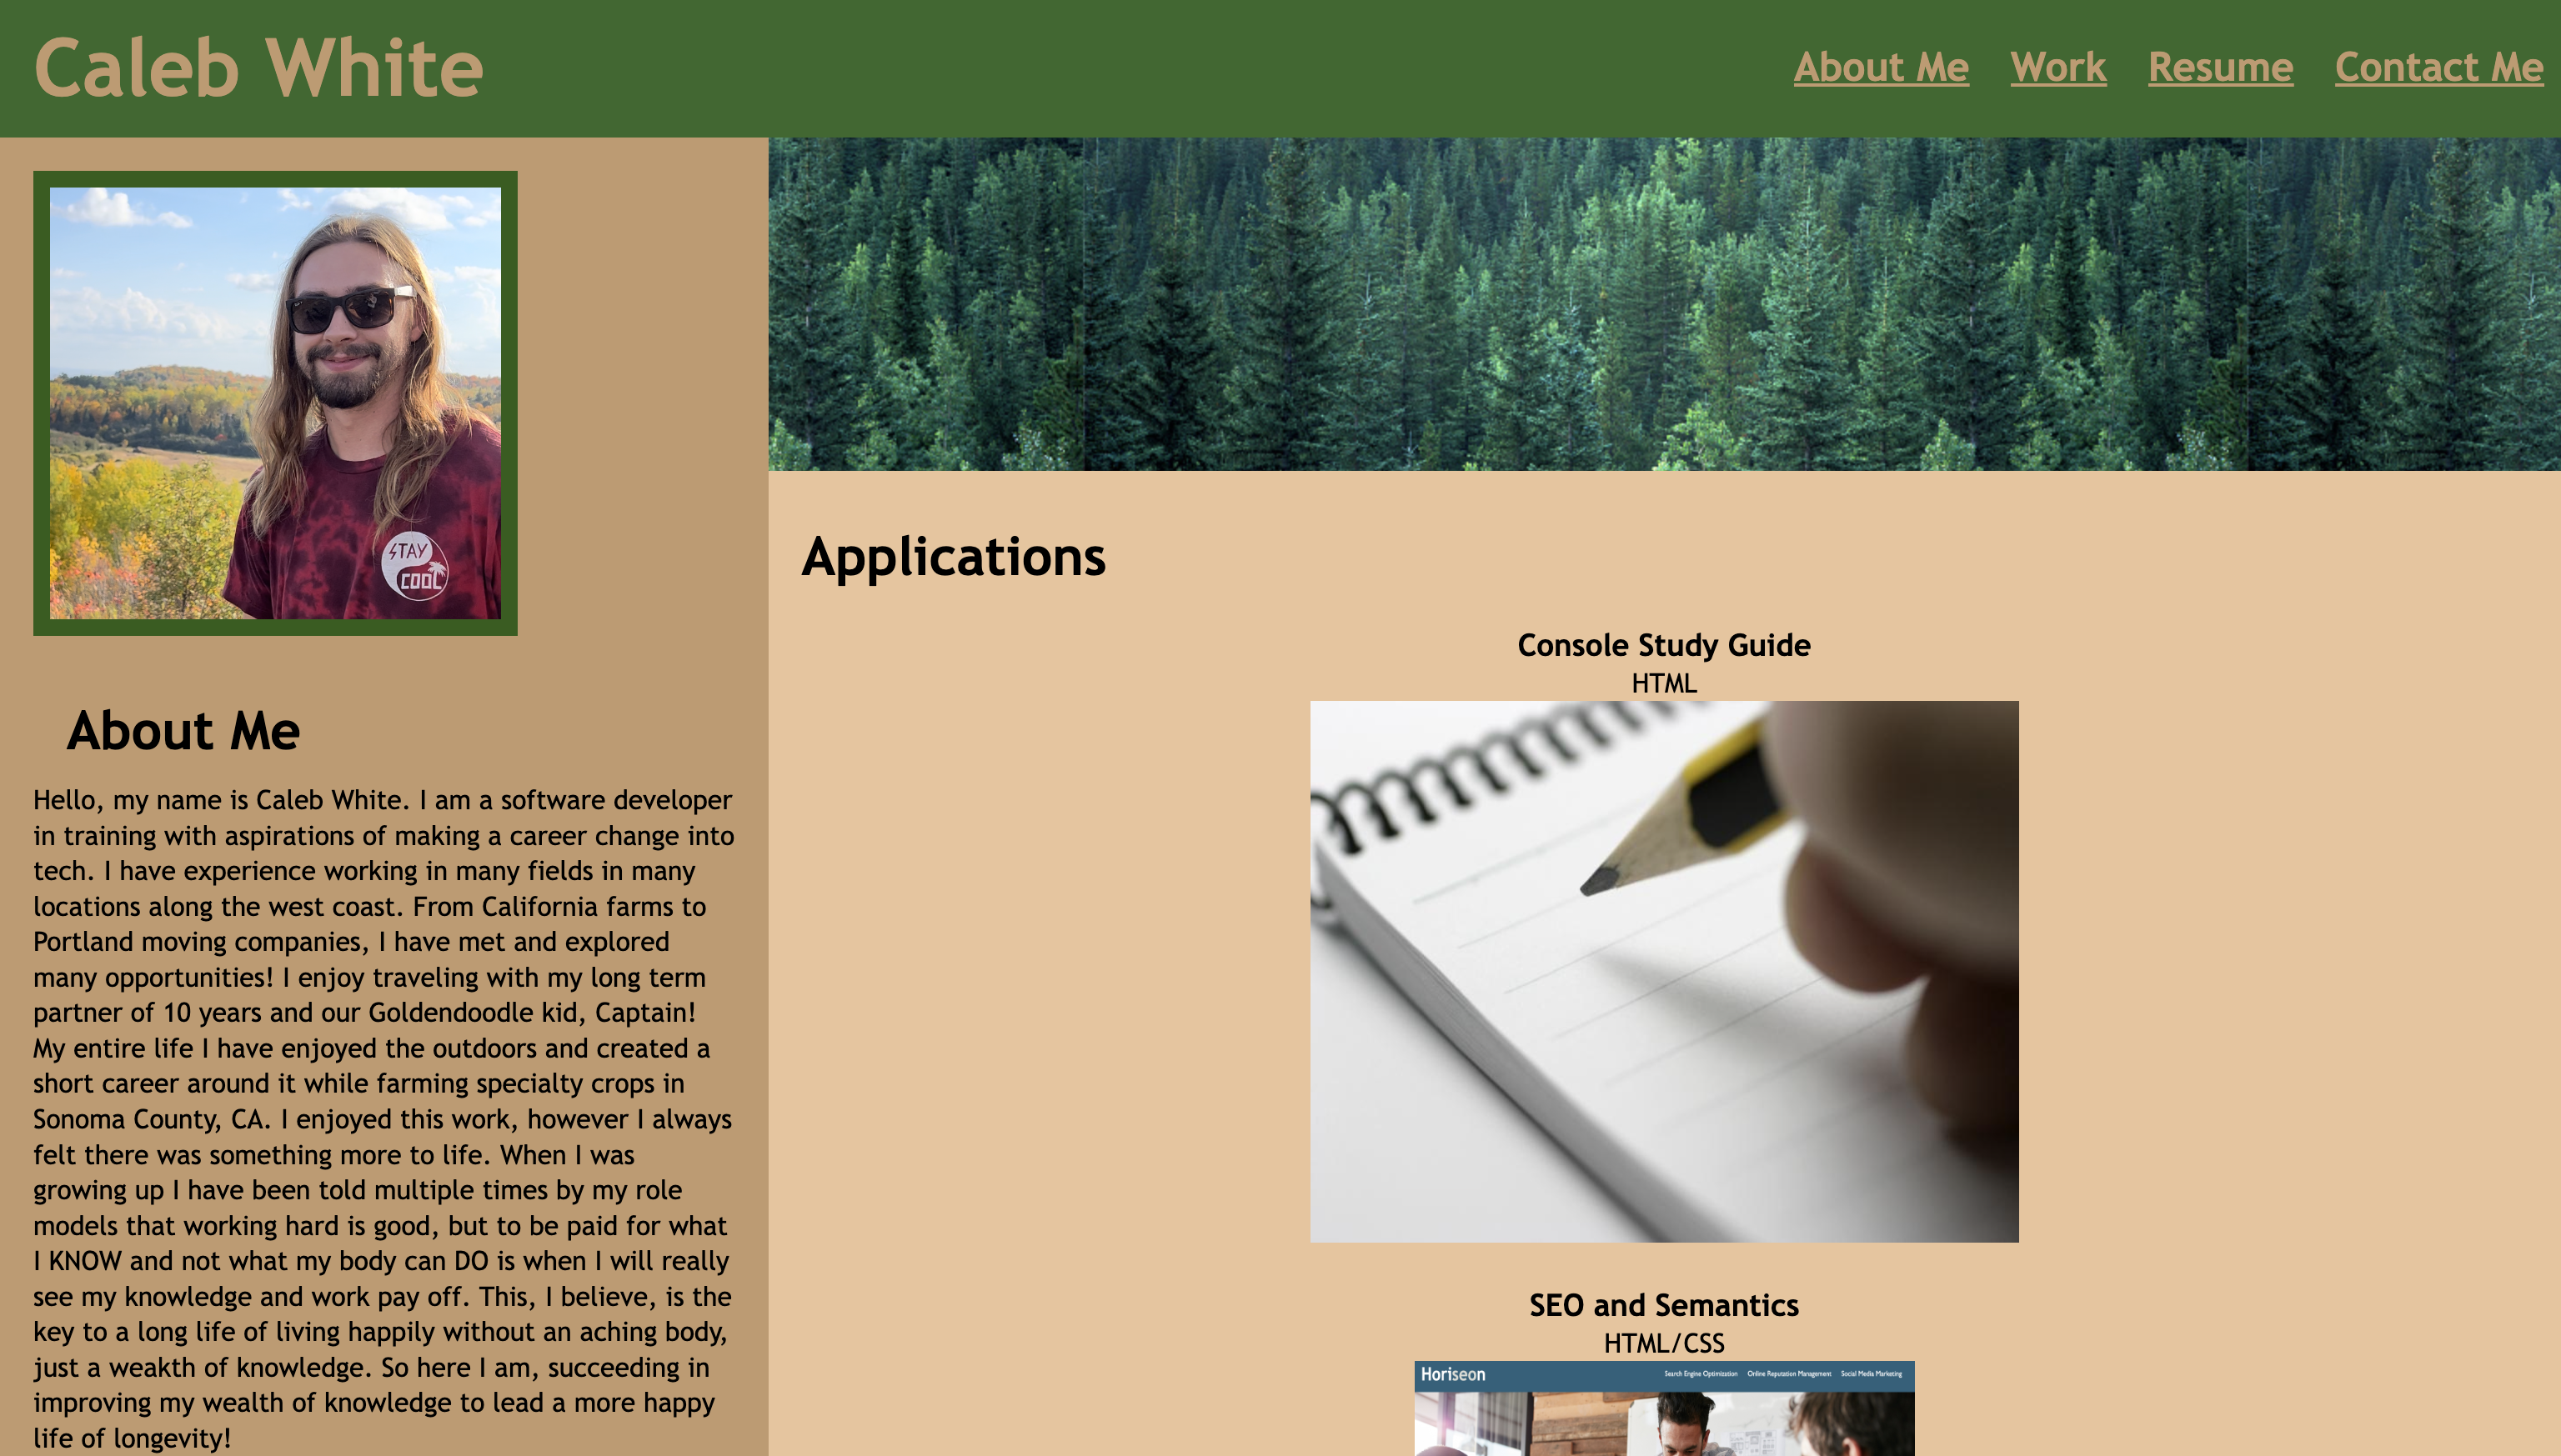 Caleb White
About Me Work Resume Contact Me
STAY
COOL
About Me
Hello, my name is Caleb White. I am a software developer
in training with aspirations of making a career change into
tech. I have experience working in many fields in many
locations along the west coast. From California farms to
Portland moving companies, I have met and explored
many opportunities! I enjoy traveling with my long term
partner of 10 years and our Goldendoodle kid, Captain!
My entire life I have enjoyed the outdoors and created a
short career around it while farming specialty crops in
Sonoma County, CA. I enjoyed this work, however I always
felt there was something more to life. When I was
growing up I have been told multiple times by my role
models that working hard is good, but to be paid for what
I KNOW and not what my body can DO is when I will really
see my knowledge and work pay off. This, I believe, is the
key to a long life of living happily without an aching body,
just a weakth of knowledge. So here I am, succeeding in
improving my wealth of knowledge to lead a more happy
life of longevity!
Applications
Console Study Guide
HTML
SEO and Semantics
HTML/CSS
Horiseon
Search Engine Optimization Online Reputation Management Social Media Marketing